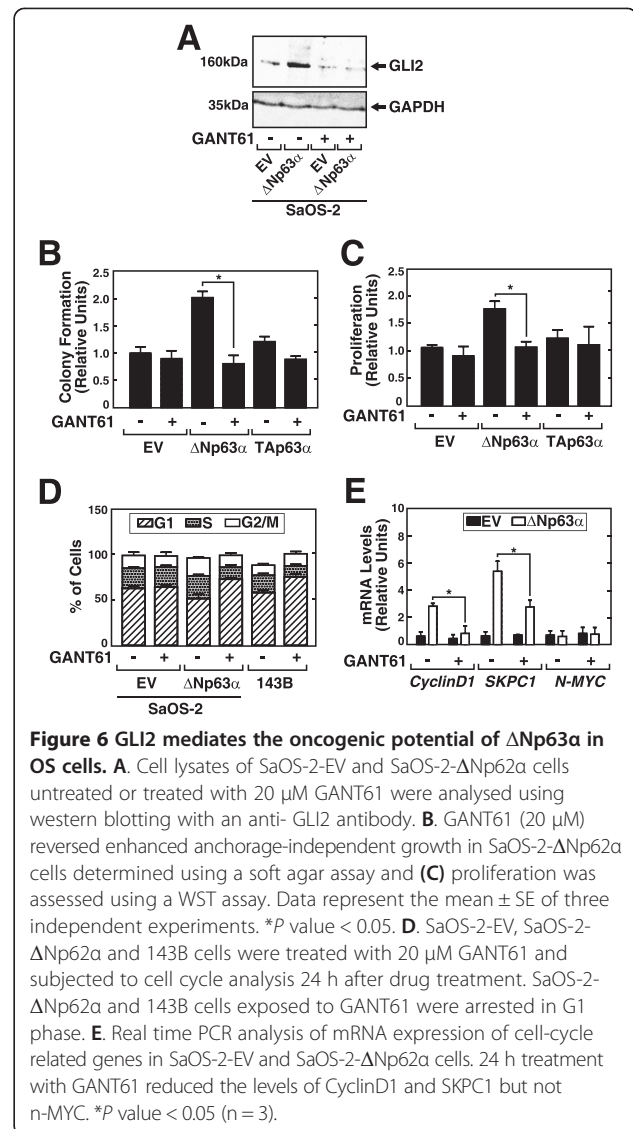 A
160kDa
GLI2
35kDa
GAPDH
GANT61 - - + +
EV ΔNp63α EV ΔNp63α
SaOS-2
B
Colony Formation
(Relative Units)
2.5
2.0
1.5
1.0
0.5
0
*
GANT61 - + - + - +
EV ΔNp63α TAp63α
C
Proliferation
(Relative Units)
2.5
2.0
1.5
1.0
0.5
0
*
GANT61 - + - + - +
EV ΔNp63α TAp63α
D
G1 S G2/M
% of Cells
100
50
0
GANT61 - + - + - +
EV ΔNp63α 143B
SaOS-2
E
EV ΔNp63α
mRNA Levels
(Relative Units)
10
8
6
4
2
0
* *
GANT61 - + - + - +
CyclinD1 SKPC1 N-MYC
Figure 6 GLI2 mediates the oncogenic potential of ΔNp63α in
OS cells. A. Cell lysates of SaOS-2-EV and SaOS-2-ΔNp62α cells
untreated or treated with 20 μM GANT61 were analysed using
western blotting with an anti- GLI2 antibody. B. GANT61 (20 μM)
reversed enhanced anchorage-independent growth in SaOS-2-ΔNp62α
cells determined using a soft agar assay and (C) proliferation was
assessed using a WST assay. Data represent the mean ± SE of three
independent experiments. *P value < 0.05. D. SaOS-2-EV, SaOS-2-
ΔNp62α and 143B cells were treated with 20 μM GANT61 and
subjected to cell cycle analysis 24 h after drug treatment. SaOS-2-
ΔNp62α and 143B cells exposed to GANT61 were arrested in G1
phase. E. Real time PCR analysis of mRNA expression of cell-cycle
related genes in SaOS-2-EV and SaOS-2-ΔNp62α cells. 24 h treatment
with GANT61 reduced the levels of CyclinD1 and SKPC1 but not
n-MYC. *P value < 0.05 (n = 3).